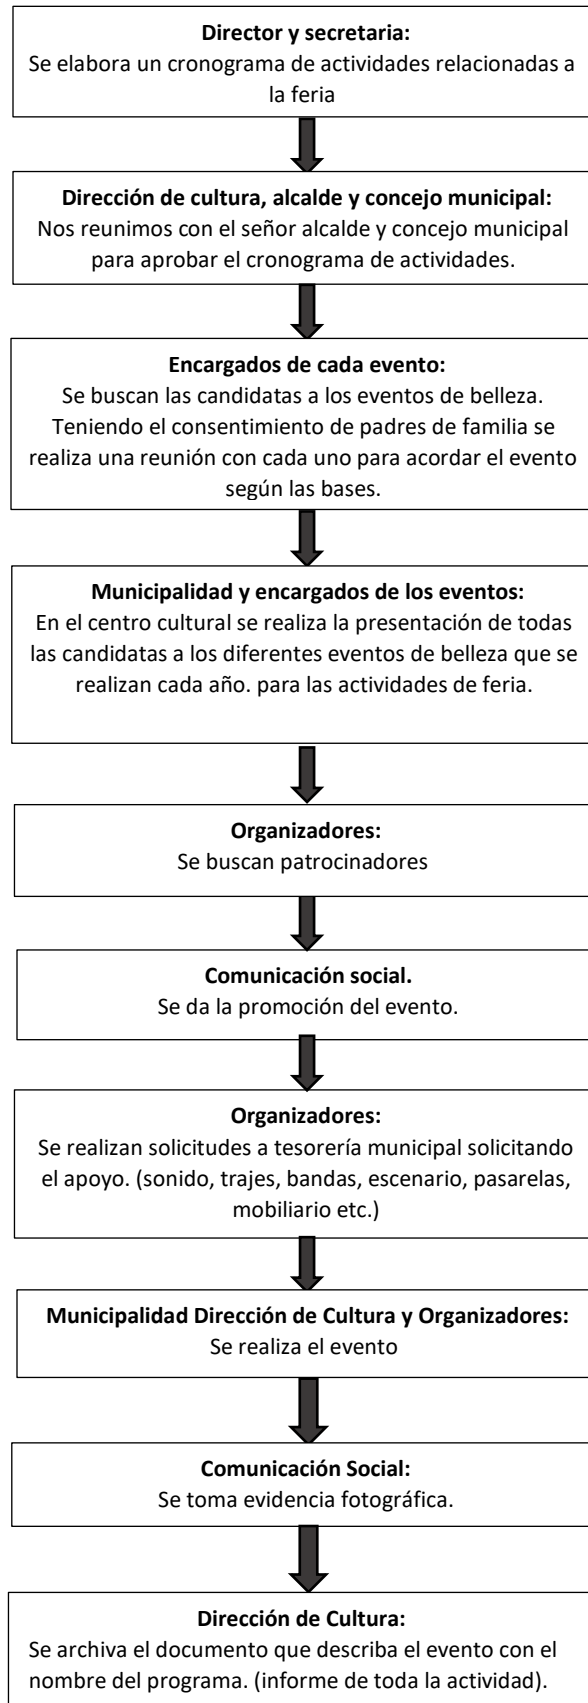 Director y secretaria:
Se elabora un cronograma de actividades relacionadas a
la feria
Dirección de cultura, alcalde y concejo municipal:
Nos reunimos con el señor alcalde y concejo municipal
para aprobar el cronograma de actividades.
Encargados de cada evento:
Se buscan las candidatas a los eventos de belleza.
Teniendo el consentimiento de padres de familia se
realiza una reunión con cada uno para acordar el evento
según las bases.
Municipalidad y encargados de los eventos:
En el centro cultural se realiza la presentación de todas
las candidatas a los diferentes eventos de belleza que se
realizan cada año. para las actividades de feria.
Organizadores:
Se buscan patrocinadores
Comunicación social.
Se da la promoción del evento.
Organizadores:
Se realizan solicitudes a tesorería municipal solicitando
el apoyo. (sonido, trajes, bandas, escenario, pasarelas,
mobiliario etc.)
Municipalidad Dirección de Cultura y Organizadores:
Se realiza el evento
Comunicación Social:
Se toma evidencia fotográfica.
Dirección de Cultura:
Se archiva el documento que describa el evento con el
nombre del programa. (informe de toda la actividad).